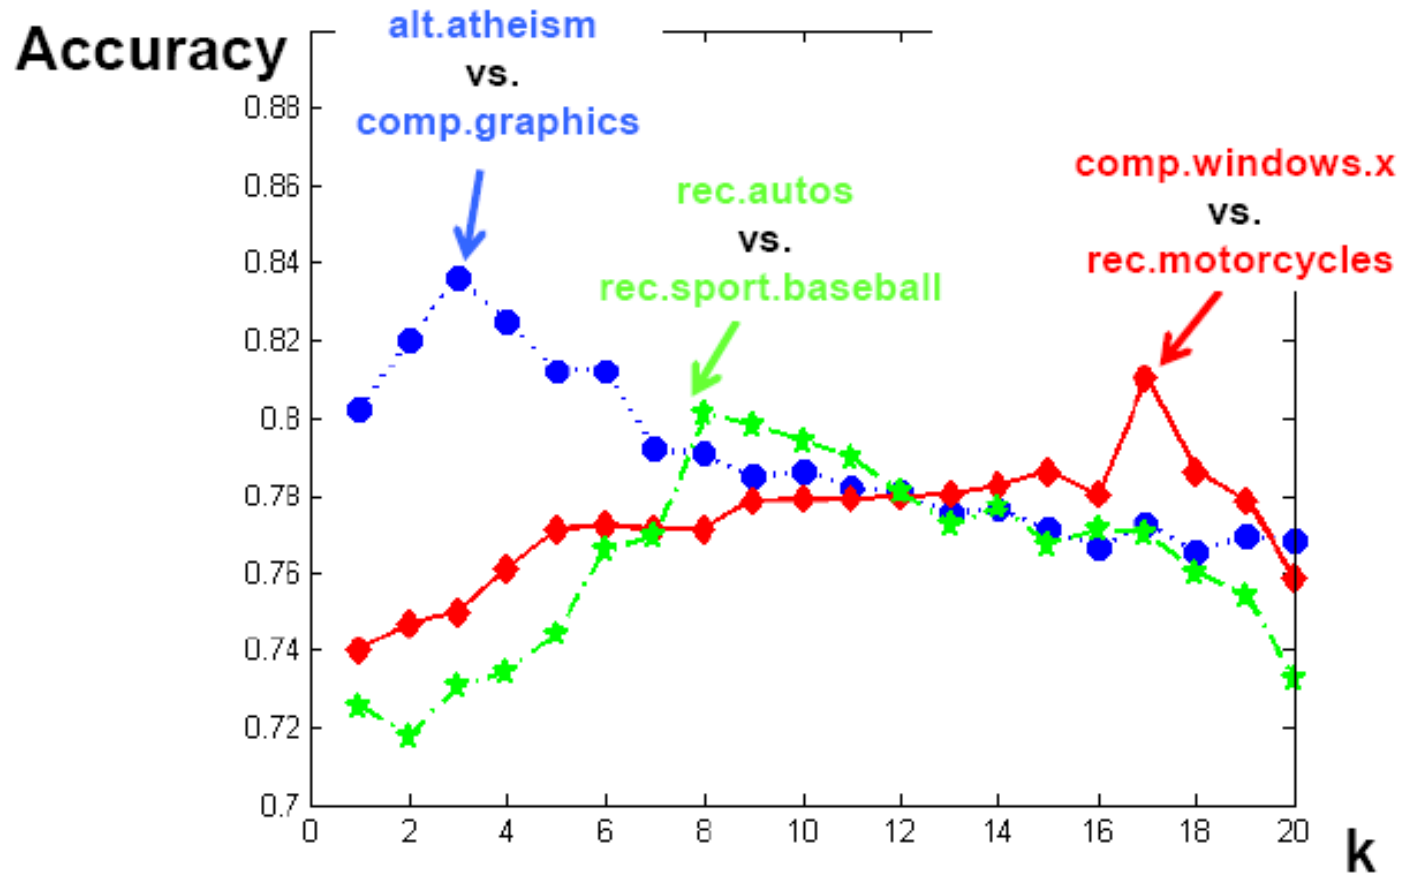 Accuracy
alt.atheism
vs.
comp.graphics
rec.autos
vs.
rec.sport.baseball
comp.windows.x
vs.
rec.motorcycles
0.88
0.86
0.84
0.82
0.8
0.78
0.76
0.74
0.72
0.7
0 2 4 6 8 10 12 14 16 18 20
k